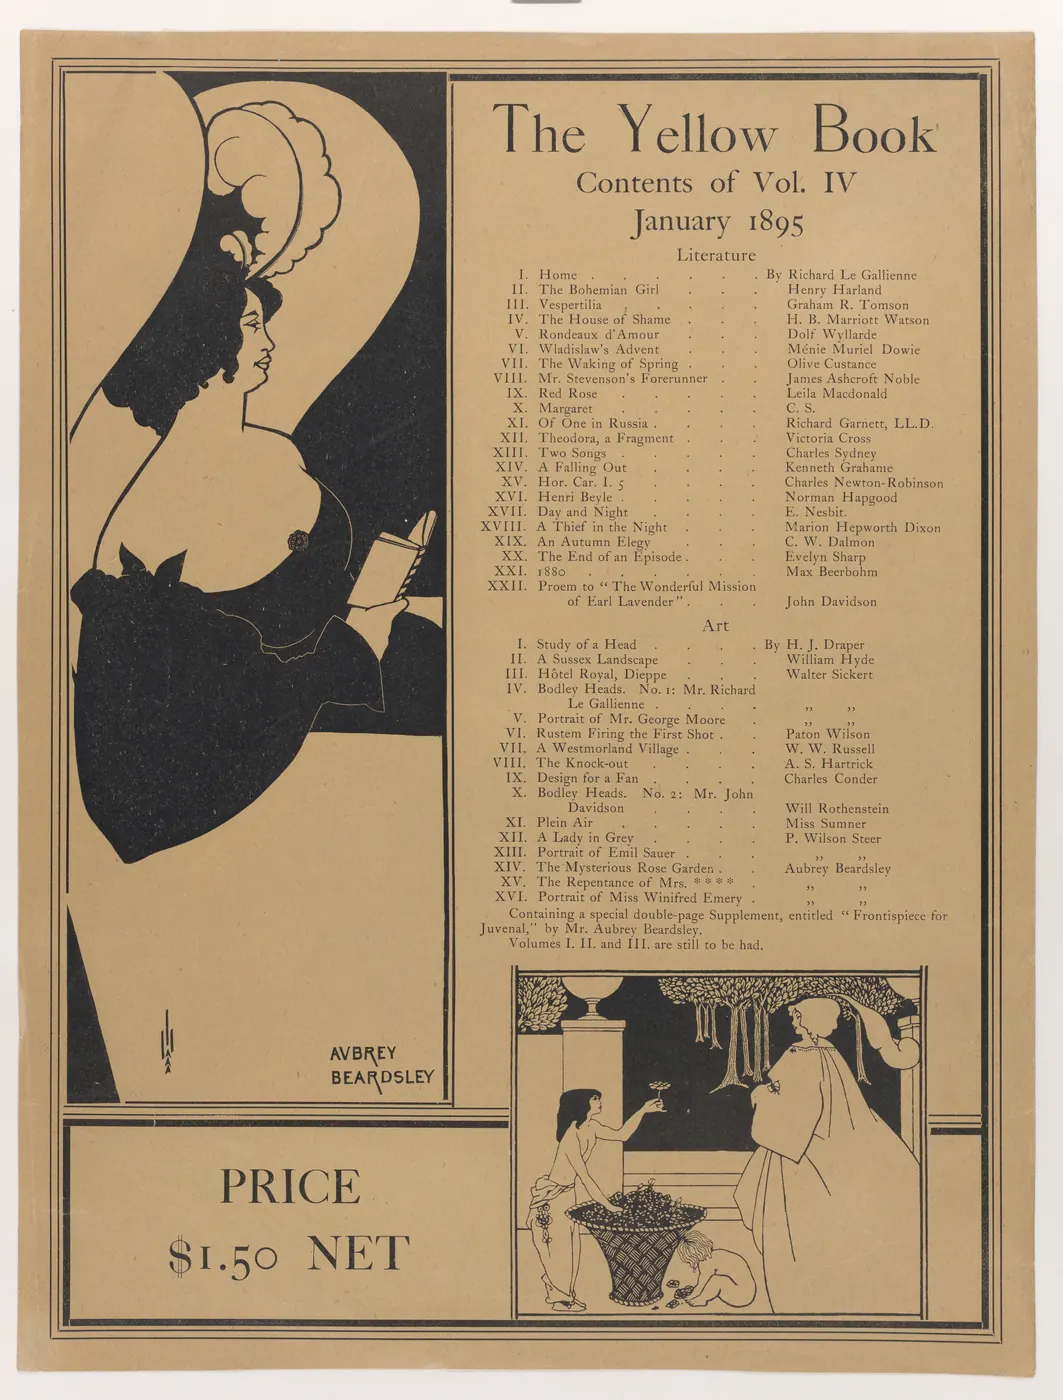 The Yellow Book
Contents of Vol. IV
January 1895
Literature
I. Home . . . . . . By Richard Le Gallienne
II. The Bohemian Girl . . . Henry Harland
III. Vespertilia . . . . Graham R. Tomson
IV. The House of Shame . . . H. B. Marriott Watson
V. Rondeaux d'Amour . . . Dolf Wyllarde
VI. Wladislaw's Advent . . . Ménie Muriel Dowie
VII. The Waking of Spring . . . Olive Custance
VIII. Mr. Stevenson's Forerunner . . James Ashcroft Noble
IX. Red Rose . . . . . Leila Macdonald
X. Margaret . . . . . C. S.
XI. Of One in Russia . . . . Richard Garnett, LL.D.
XII. Theodora, a Fragment . . . Victoria Cross
XIII. Two Songs . . . . . Charles Sydney
XIV. A Falling Out . . . . Kenneth Grahame
XV. Hor. Car. I. 5 . . . . Charles Newton-Robinson
XVI. Henri Beyle . . . . . Norman Hapgood
XVII. Day and Night . . . . E. Nesbit.
XVIII. A Thief in the Night . . . Marion Hepworth Dixon
XIX. An Autumn Elegy . . . . C. W. Dalmon
XX. The End of an Episode . . . Evelyn Sharp
XXI. 1880 . . . . . . Max Beerbohm
XXII. Proem to "The Wonderful Mission
of Earl Lavender" . . . John Davidson
Art
I. Study of a Head . . . . By H. J. Draper
II. A Sussex Landscape . . . William Hyde
III. Hôtel Royal, Dieppe . . . Walter Sickert
IV. Bodley Heads. No. 1: Mr. Richard
Le Gallienne . . . . ,, ,,
V. Portrait of Mr. George Moore . ,, ,,
VI. Rustem Firing the First Shot . . Paton Wilson
VII. A Westmorland Village . . . W. W. Russell
VIII. The Knock-out . . . . A. S. Hartrick
IX. Design for a Fan . . . . Charles Conder
X. Bodley Heads. No. 2: Mr. John
Davidson . . . . Will Rothenstein
XI. Plein Air . . . . . Miss Sumner
XII. A Lady in Grey . . . . P. Wilson Steer
XIII. Portrait of Emil Sauer . . . ,, ,,
XIV. The Mysterious Rose Garden . . Aubrey Beardsley
XV. The Repentance of Mrs. * * * * . ,, ,,
XVI. Portrait of Miss Winifred Emery . ,, ,,
Containing a special double-page Supplement, entitled "Frontispiece for
Juvenal," by Mr. Aubrey Beardsley.
Volumes I. II. and III. are still to be had.
AVBREY
BEARDSLEY
PRICE
$1.50 NET